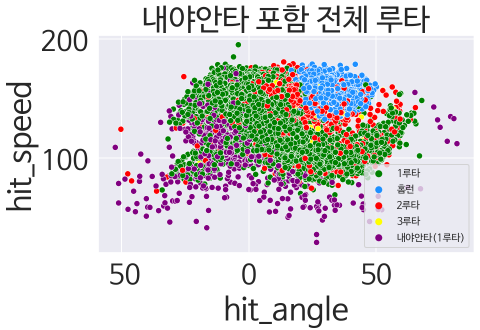 내야안타 포함 전체 루타
200
100
hit_speed
50
0
50
hit_angle
1루타
홈런
2루타
3루타
내야안타(1루타)